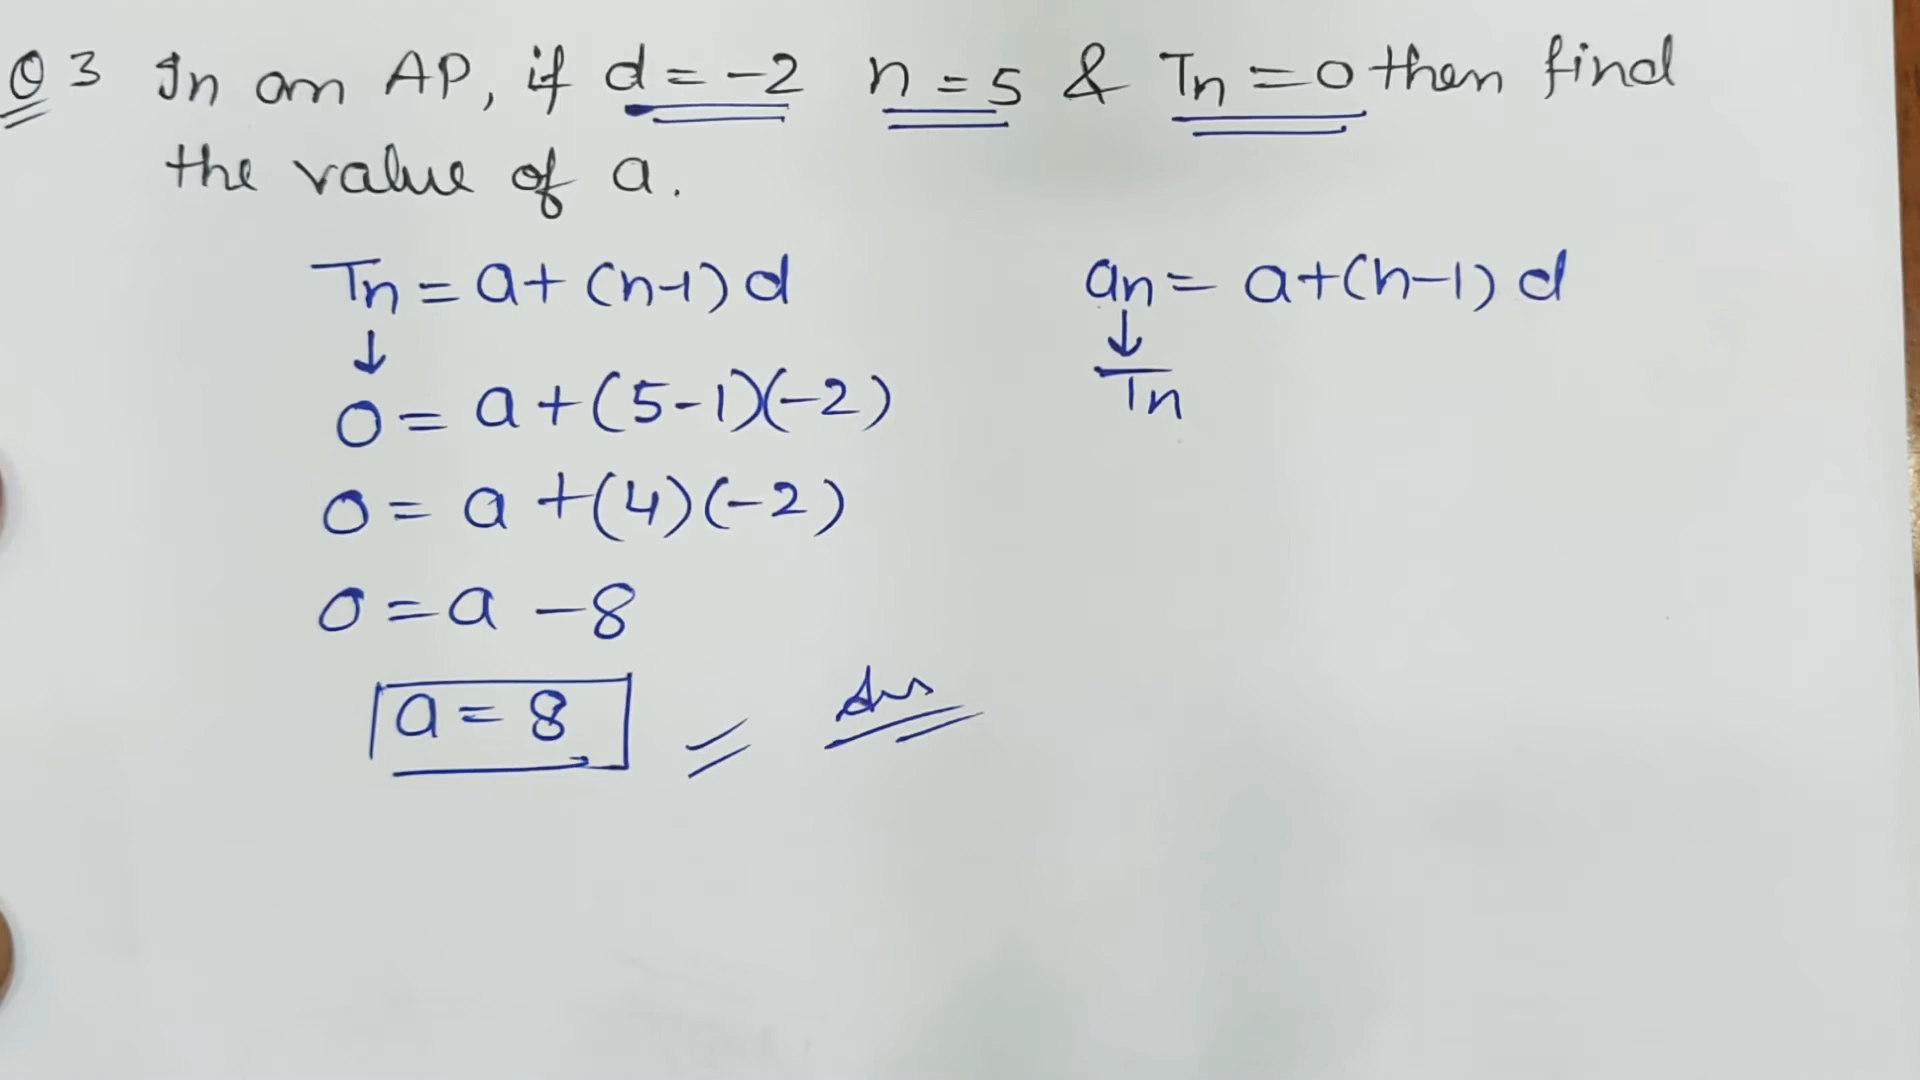 Q 3 In an AP, if d = -2 n = 5 & Tn = 0 then find
the value of a.
Tn = a + (n-1) d
an = a + (n-1) d
↓
↓
Tn
0 = a + (5-1)(-2)
0 = a + (4)(-2)
0 = a - 8
a = 8
Ans